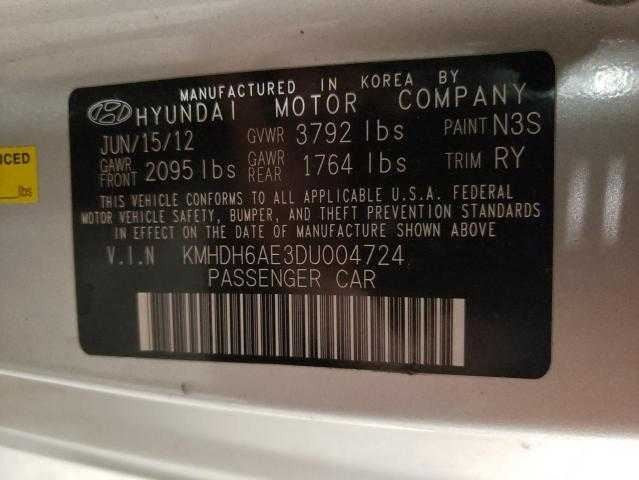 MANUFACTURED IN KOREA BY
HYUNDAI MOTOR COMPANY
JUN/15/12 GVWR 3792 lbs PAINT N3S
GAWR FRONT 2095 lbs GAWR REAR 1764 lbs TRIM RY
THIS VEHICLE CONFORMS TO ALL APPLICABLE U.S.A. FEDERAL
MOTOR VEHICLE SAFETY, BUMPER, AND THEFT PREVENTION STANDARDS
IN EFFECT ON THE DATE OF MANUFACTURE SHOWN ABOVE
V.I.N KMHDH6AE3DU004724
PASSENGER CAR
NCED
lbs